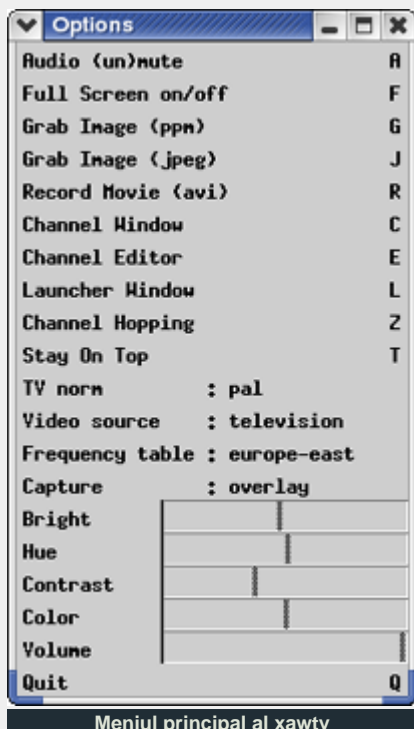 Options
Audio (un)mute A
Full Screen on/off F
Grab Image (ppm) G
Grab Image (jpeg) J
Record Movie (avi) R
Channel Window C
Channel Editor E
Launcher Window L
Channel Hopping Z
Stay On Top T
TV norm : pal
Video source : television
Frequency table : europe-east
Capture : overlay
Bright
Hue
Contrast
Color
Volume
Quit Q
Meniul principal al xawtv